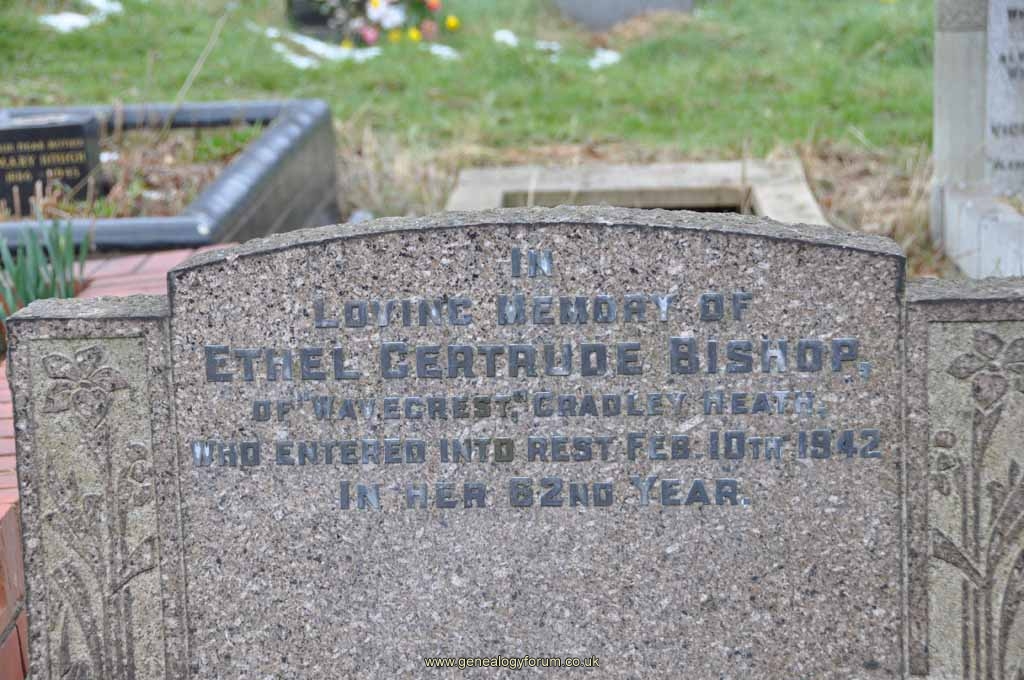 IN
LOVING MEMORY OF
ETHEL GERTRUDE BISHOP,
OF "WAVECREST," CRADLEY HEATH,
WHO ENTERED INTO REST FEB. 10TH 1942
IN HER 62ND YEAR.
www.genealogyforum.co.uk